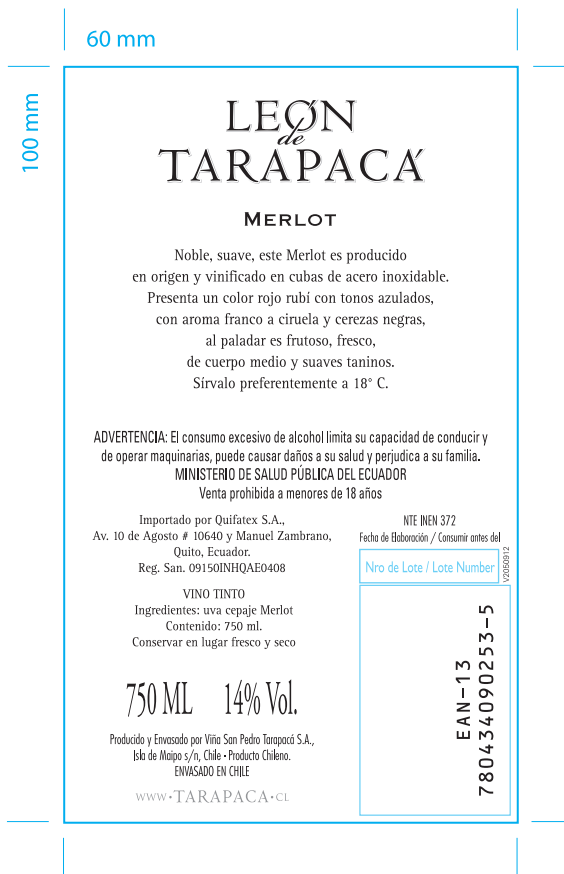 60 mm
100 mm
LEÓN
de
TARAPACÁ
MERLOT
Noble, suave, este Merlot es producido
en origen y vinificado en cubas de acero inoxidable.
Presenta un color rojo rubí con tonos azulados,
con aroma franco a ciruela y cerezas negras,
al paladar es frutoso, fresco,
de cuerpo medio y suaves taninos.
Sírvalo preferentemente a 18° C.
ADVERTENCIA: El consumo excesivo de alcohol limita su capacidad de conducir y
de operar maquinarias, puede causar daños a su salud y perjudica a su familia.
MINISTERIO DE SALUD PÚBLICA DEL ECUADOR
Venta prohibida a menores de 18 años
Importado por Quifatex S.A.,
Av. 10 de Agosto # 10640 y Manuel Zambrano,
Quito, Ecuador.
Reg. San. 09150INHQAE0408
VINO TINTO
Ingredientes: uva cepaje Merlot
Contenido: 750 ml.
Conservar en lugar fresco y seco
750 ML 14% Vol.
Producido y Envasado por Viña San Pedro Tarapacá S.A.,
Isla de Maipo s/n, Chile • Producto Chileno.
ENVASADO EN CHILE
WWW•TARAPACA•CL
NTE INEN 372
Fecha de Elaboración / Consumir antes del
Nro de Lote / Lote Number
V2050912
EAN-13
780434090253-5